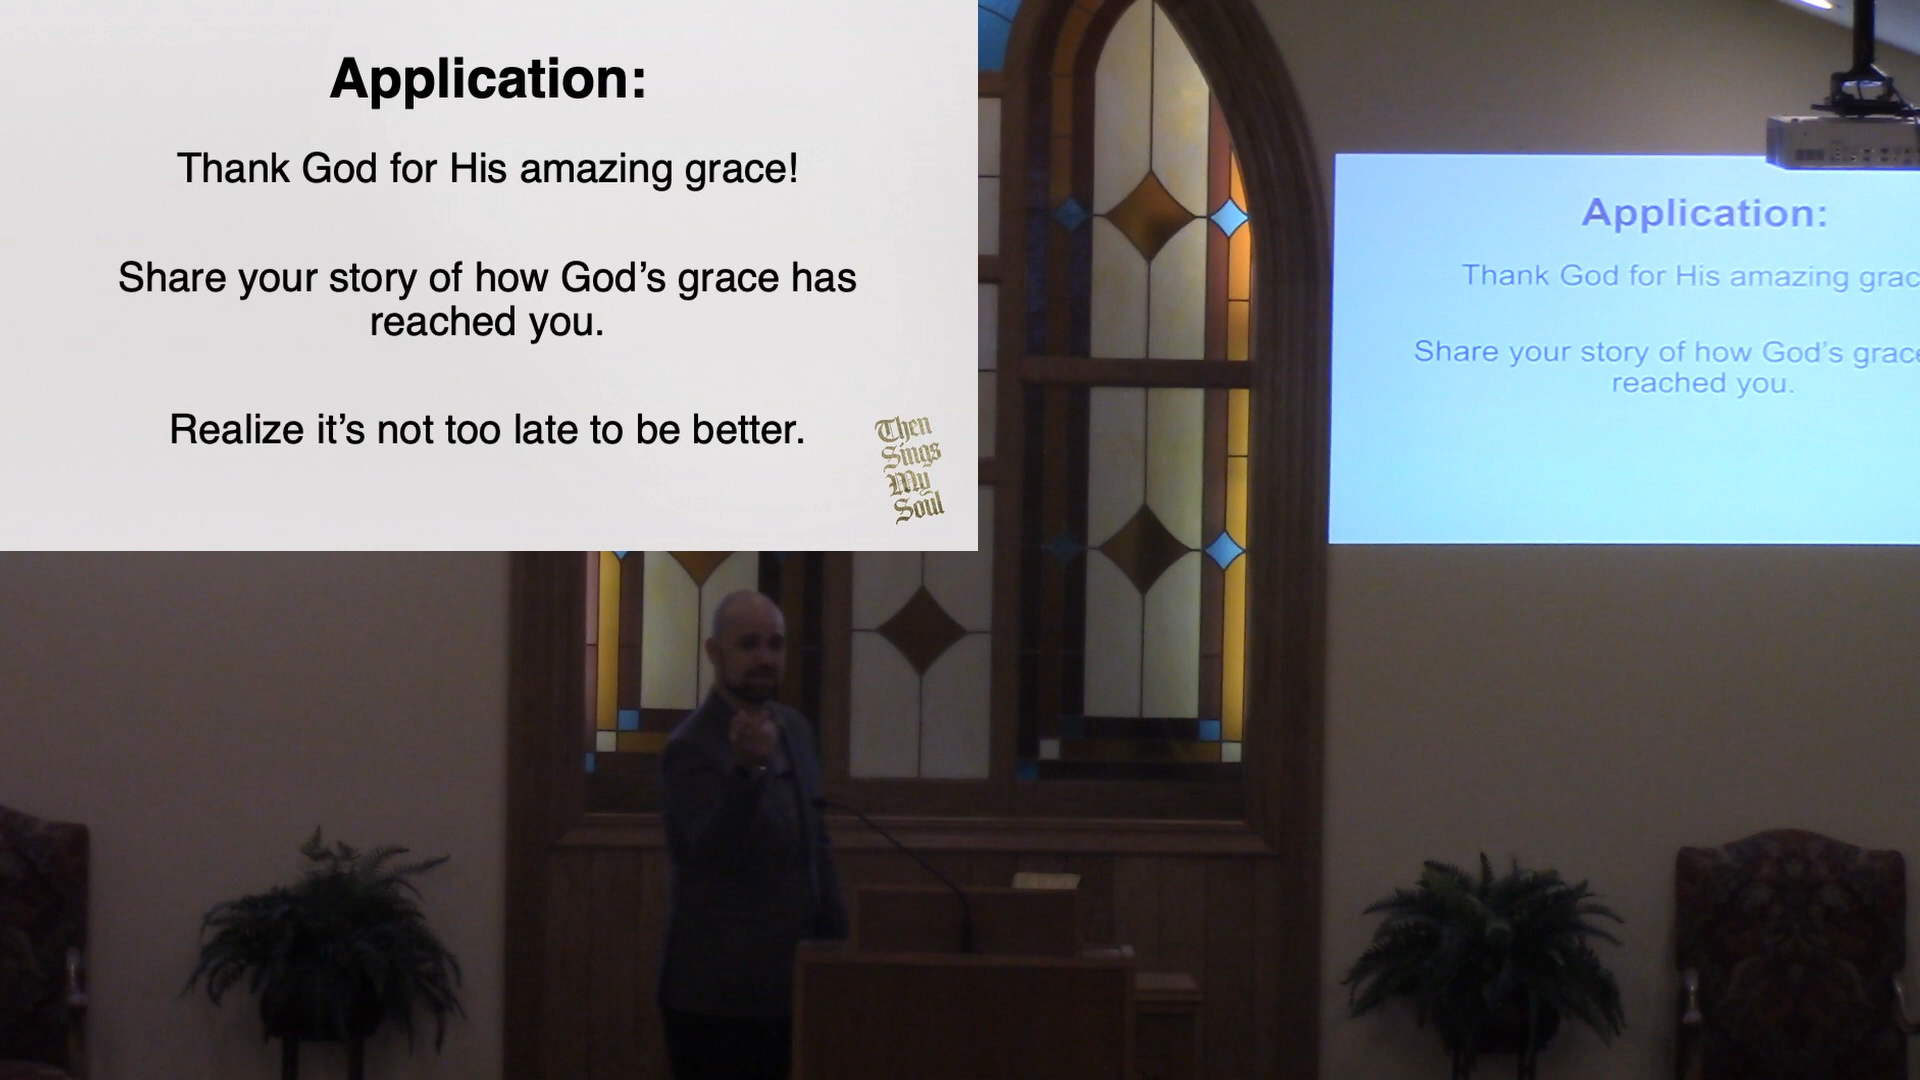 Application:
Thank God for His amazing grace!
Share your story of how God's grace has
reached you.
Realize it's not too late to be better.
Then
Sings
My
Soul
Application:
Thank God for His amazing grac
Share your story of how God's grace
reached you.